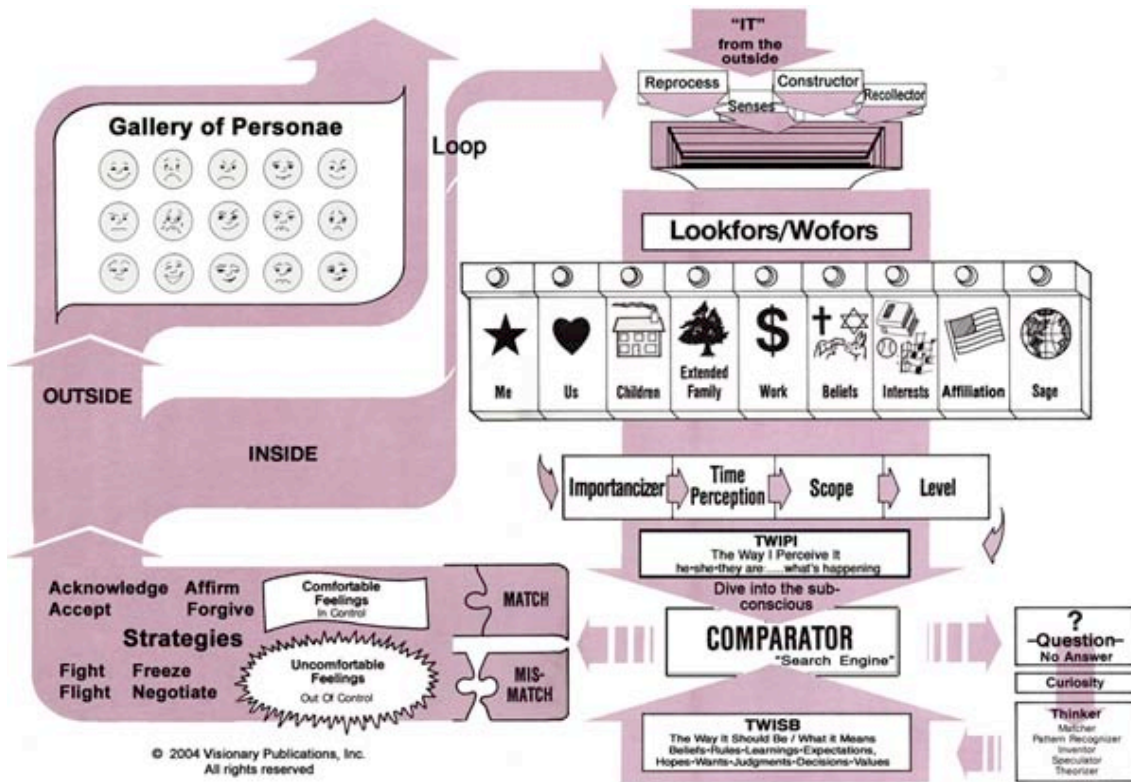 "IT"
from the
outside
Reprocess
Constructor
Senses
Recollector
Gallery of Personae
Loop
Lookfors/Wofors
Me
Us
Children
Extended
Family
Work
Beliefs
Interests
Affiliation
Sage
OUTSIDE
INSIDE
Importancizer
Time
Perception
Scope
Level
TWIPI
The Way I Perceive It
he-she-they are......what's happening
Dive into the sub-
conscious
COMPARATOR
"Search Engine"
?
-Question-
No Answer
Curiosity
Thinker
Matcher
Pattern Recognizer
Inventor
Speculator
Theorizer
TWISB
The Way It Should Be / What it Means
Beliefs-Rules-Learnings-Expectations,
Hopes-Wants-Judgments-Decisions-Values
MATCH
MIS-
MATCH
Comfortable
Feelings
In Control
Uncomfortable
Feelings
Out Of Control
Acknowledge Affirm
Accept Forgive
Strategies
Fight Freeze
Flight Negotiate
© 2004 Visionary Publications, Inc.
All rights reserved